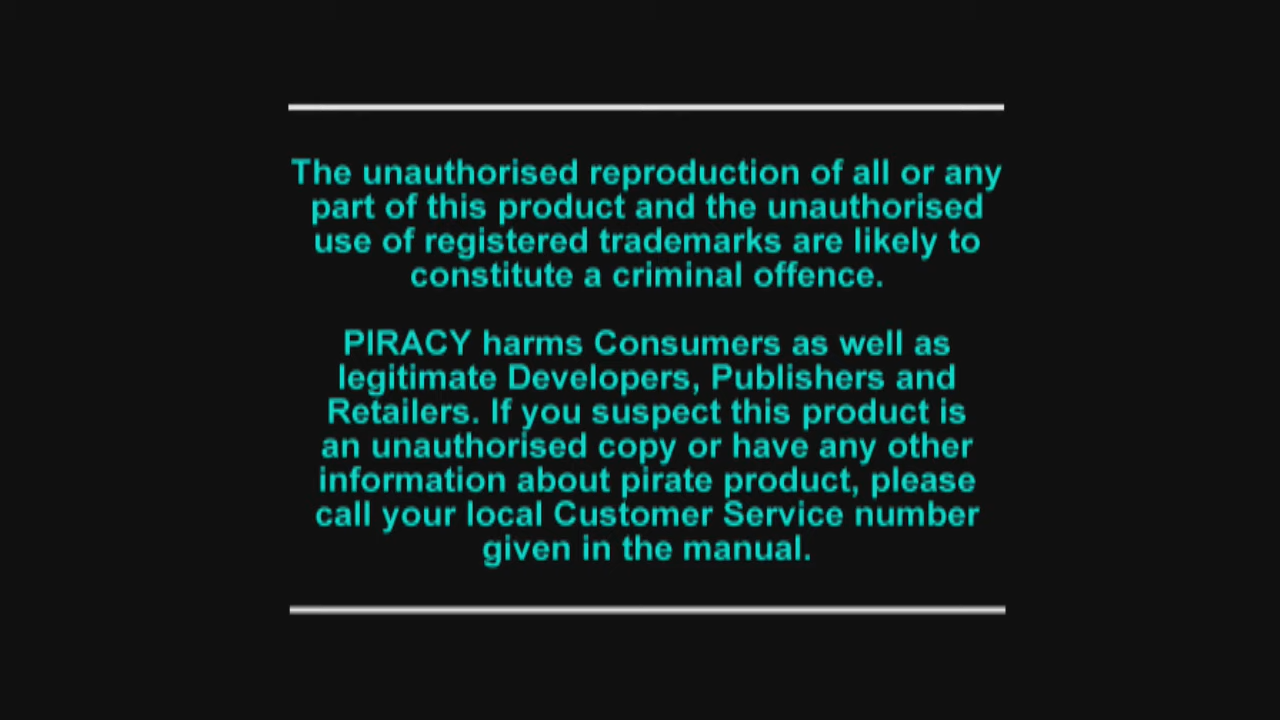 The unauthorised reproduction of all or any
part of this product and the unauthorised
use of registered trademarks are likely to
constitute a criminal offence.
PIRACY harms Consumers as well as
legitimate Developers, Publishers and
Retailers. If you suspect this product is
an unauthorised copy or have any other
information about pirate product, please
call your local Customer Service number
given in the manual.